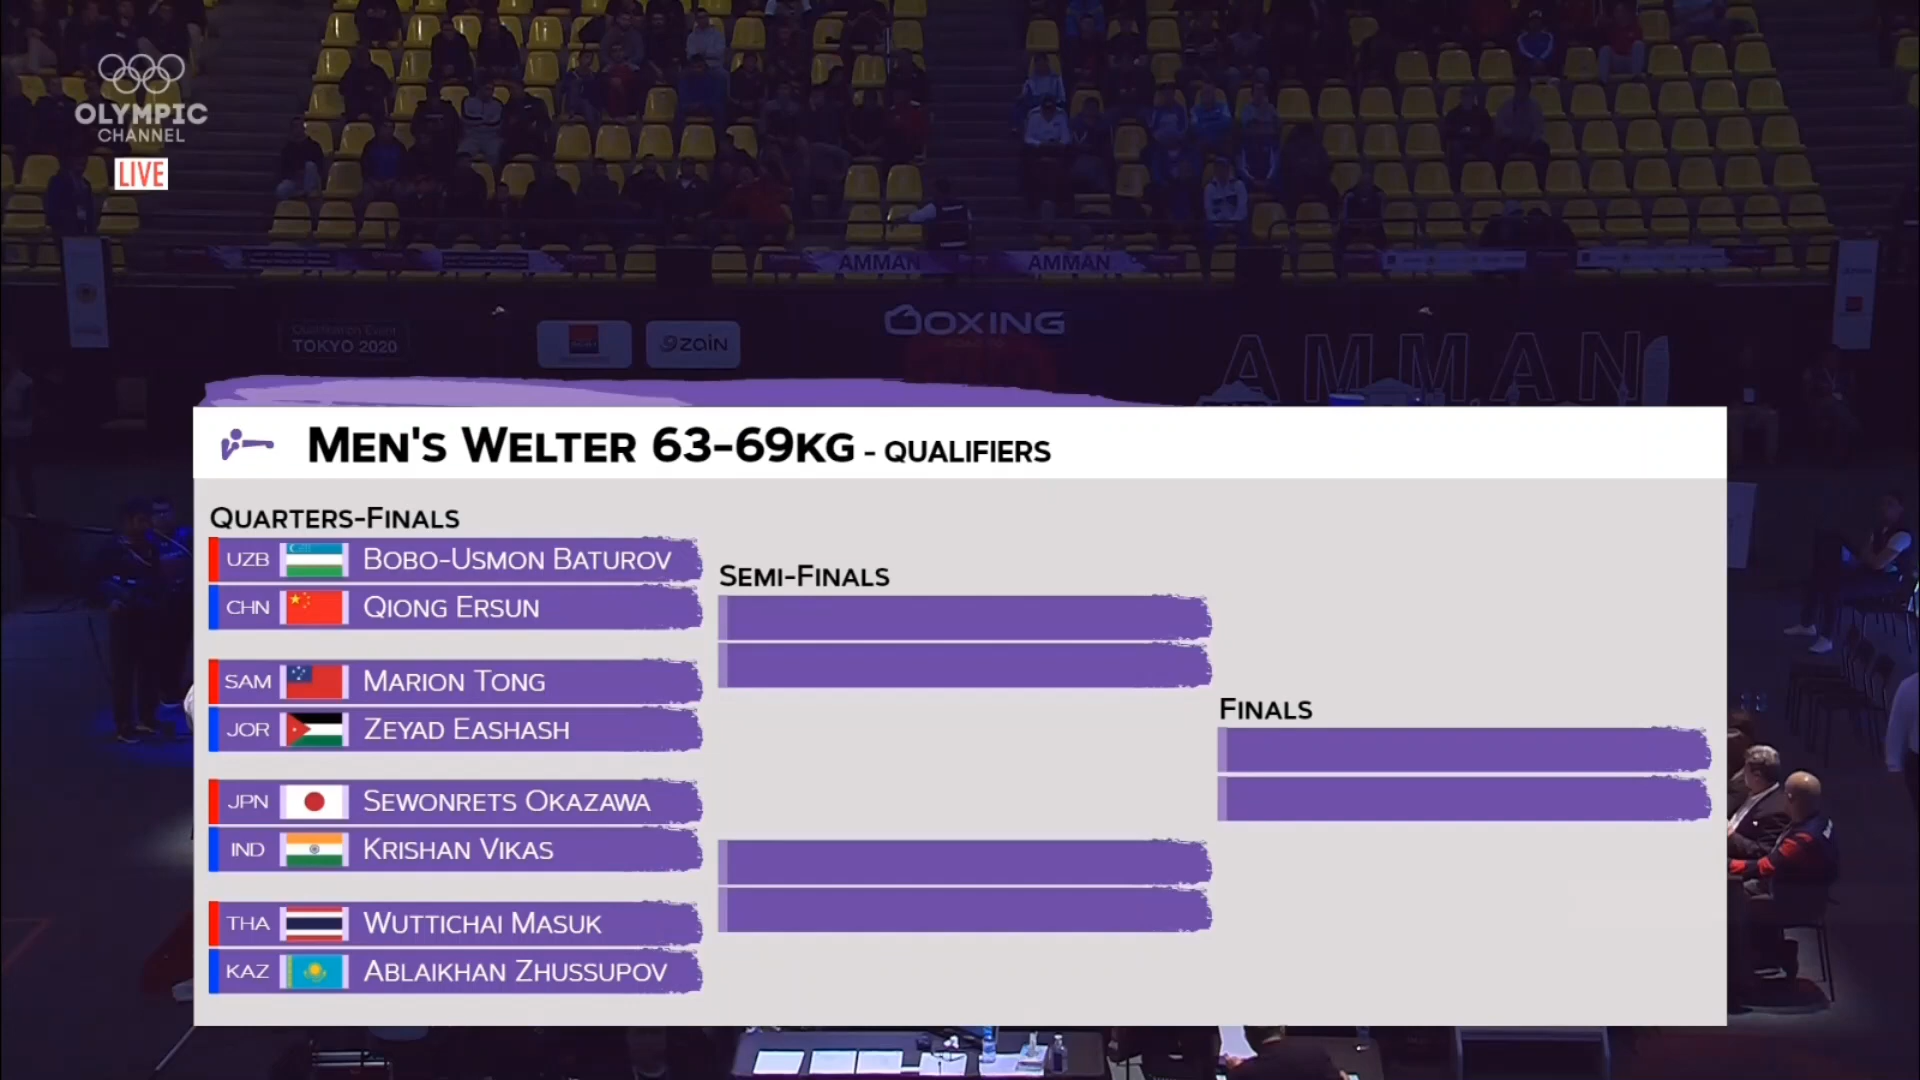 OLYMPIC
CHANNEL
LIVE
AMMAN
AMMAN
BOXING
TOKYO 2020
zain
AMMAN
MEN'S WELTER 63-69KG - QUALIFIERS
QUARTERS-FINALS
UZB BOBO-USMON BATUROV
CHN QIONG ERSUN
SAM MARION TONG
JOR ZEYAD EASHASH
JPN SEWONRETS OKAZAWA
IND KRISHAN VIKAS
THA WUTTICHAI MASUK
KAZ ABLAIKHAN ZHUSSUPOV
SEMI-FINALS
FINALS